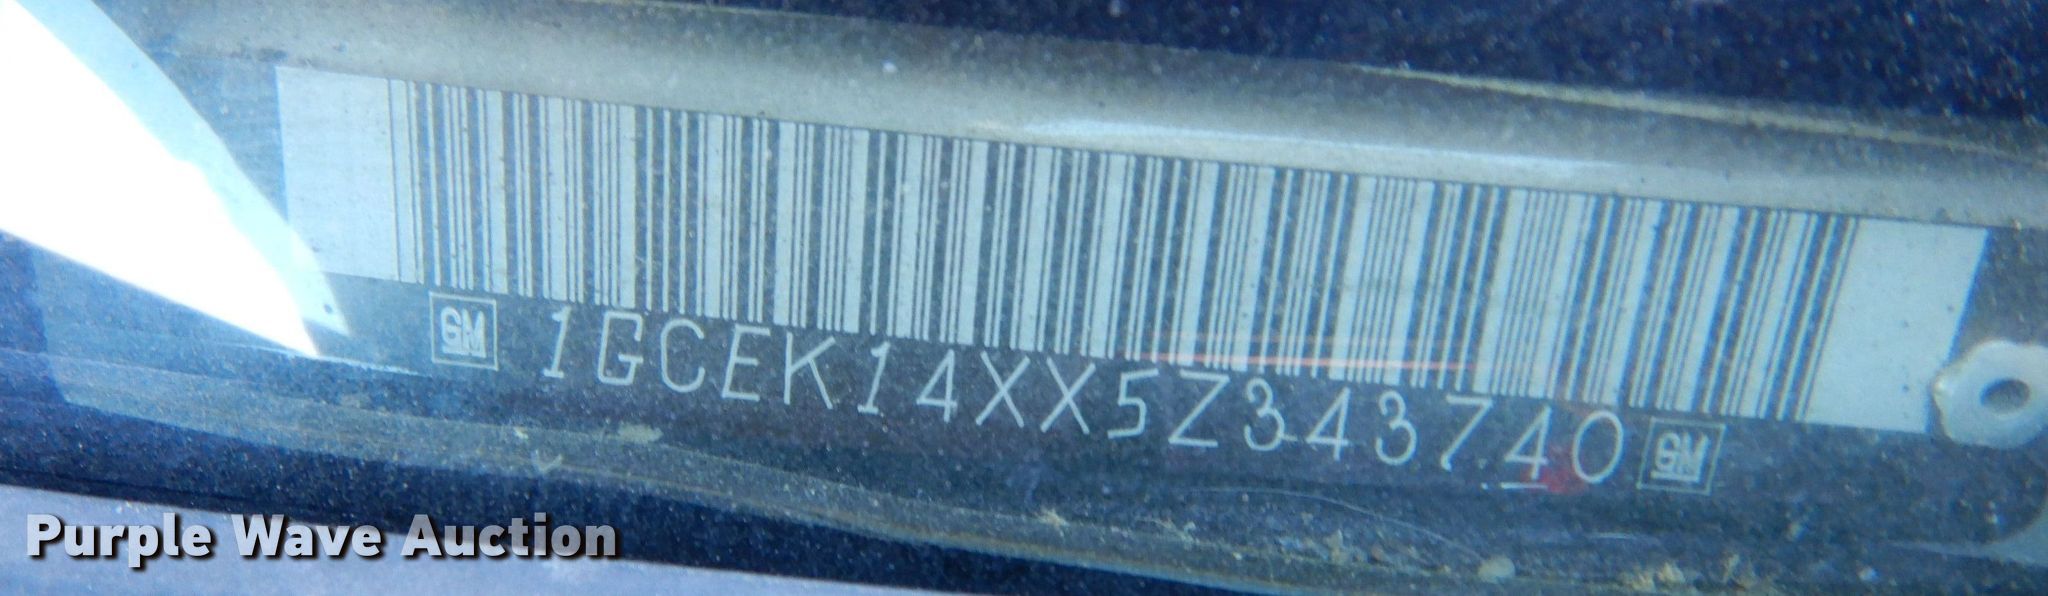 GM 1GCEK14XX5Z343740 GM
Purple Wave Auction